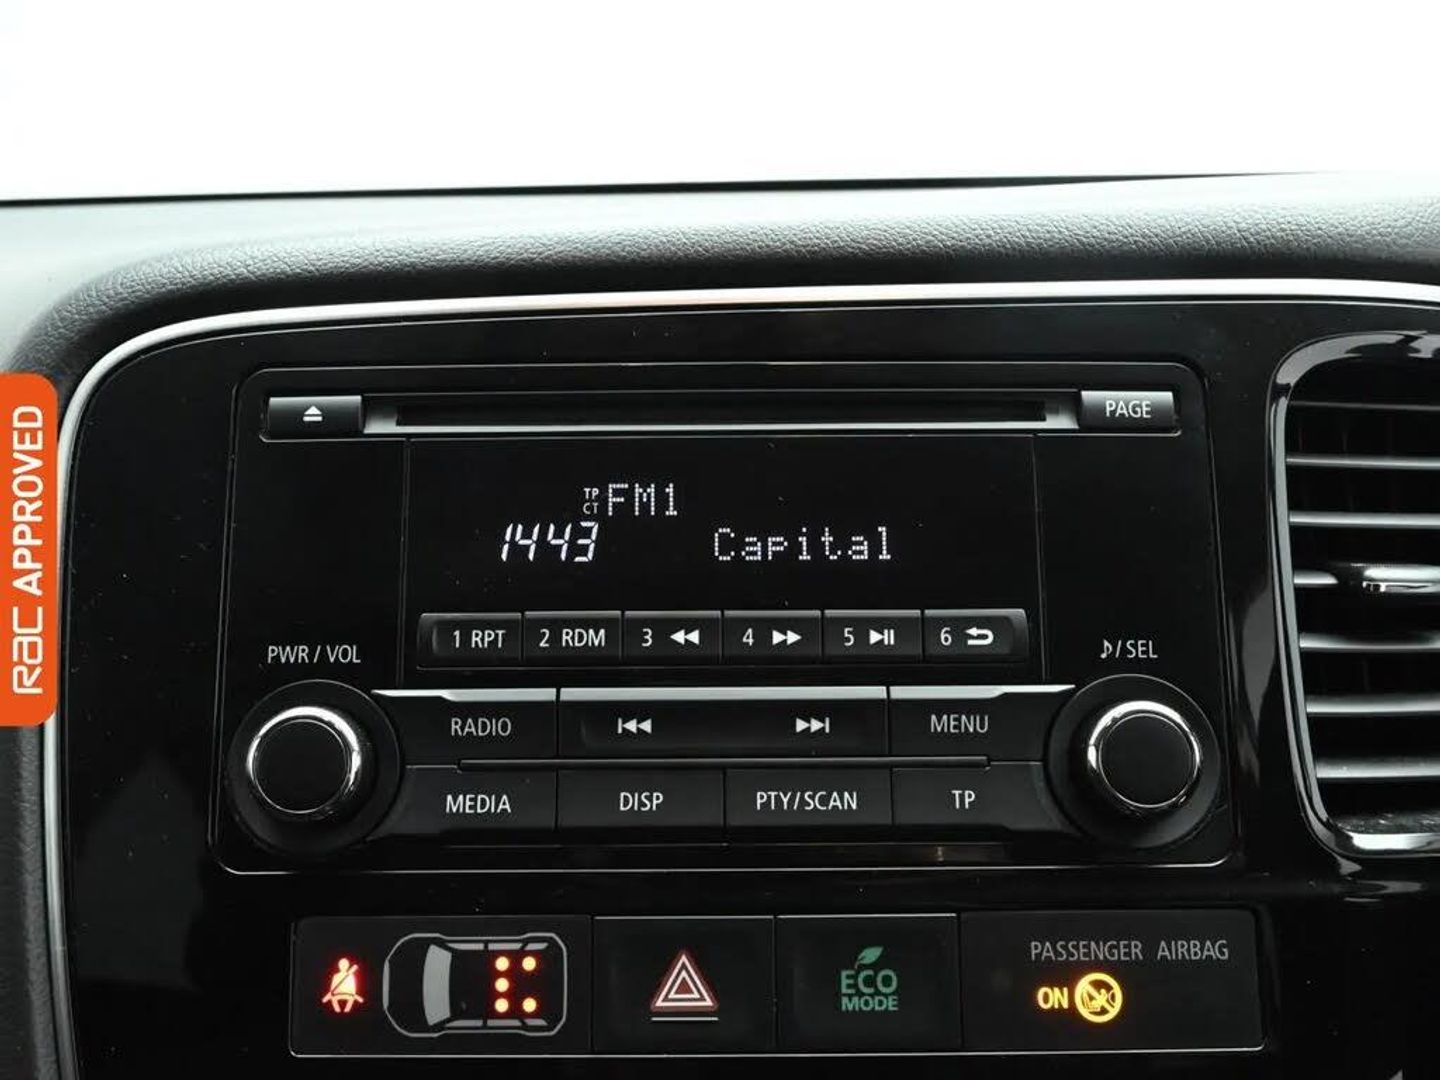 RAC APPROVED
PAGE
TP
CT
FM1
1443 Capital
1 RPT 2 RDM 3 4 5 6
PWR / VOL
♪/ SEL
RADIO MENU
MEDIA DISP PTY/SCAN TP
ECO
MODE
PASSENGER AIRBAG
ON